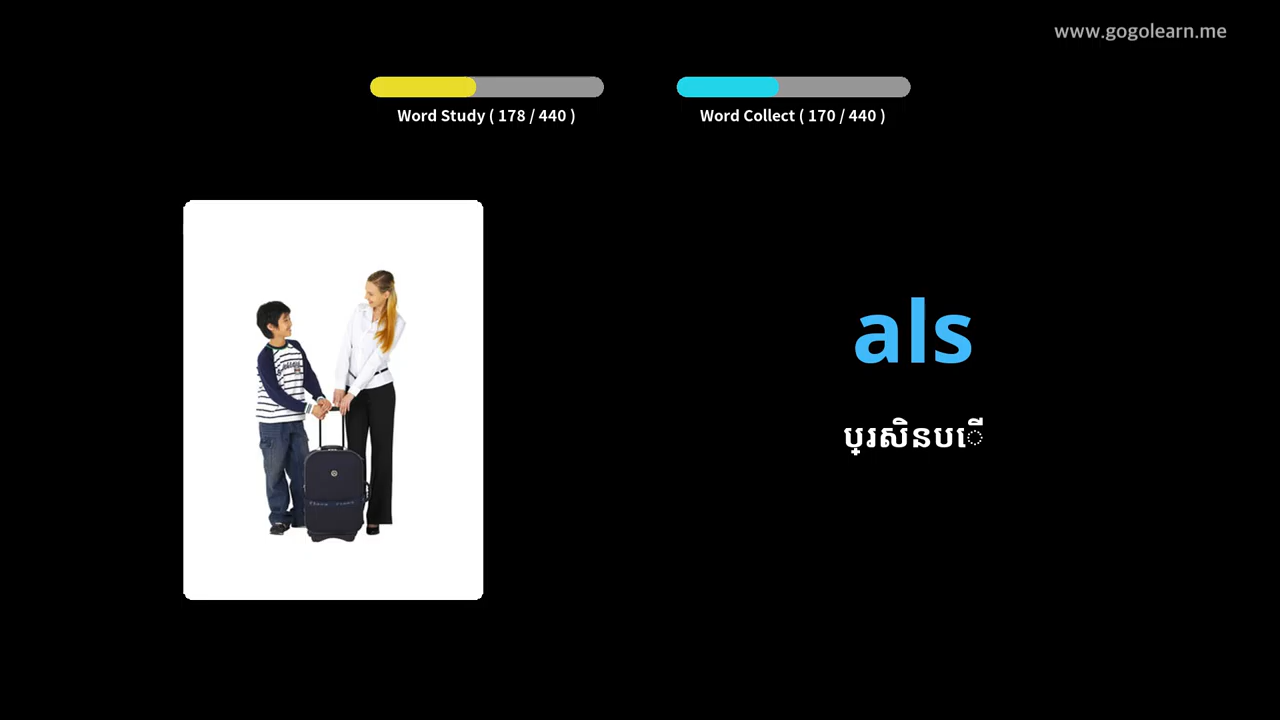 www.gogolearn.me
Word Study ( 178 / 440 )
Word Collect ( 170 / 440 )
als
ប្រសិនបើ